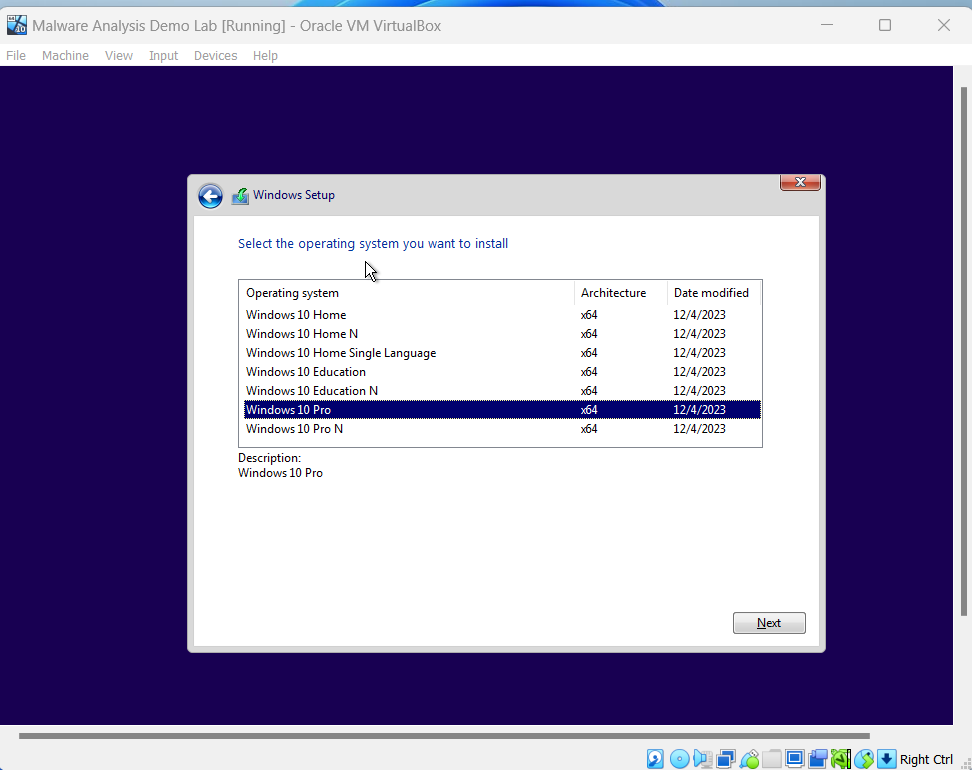 Malware Analysis Demo Lab [Running] - Oracle VM VirtualBox
File Machine View Input Devices Help
Windows Setup
Select the operating system you want to install
Operating system Architecture Date modified
Windows 10 Home x64 12/4/2023
Windows 10 Home N x64 12/4/2023
Windows 10 Home Single Language x64 12/4/2023
Windows 10 Education x64 12/4/2023
Windows 10 Education N x64 12/4/2023
Windows 10 Pro x64 12/4/2023
Windows 10 Pro N x64 12/4/2023
Description:
Windows 10 Pro
Next
Right Ctrl